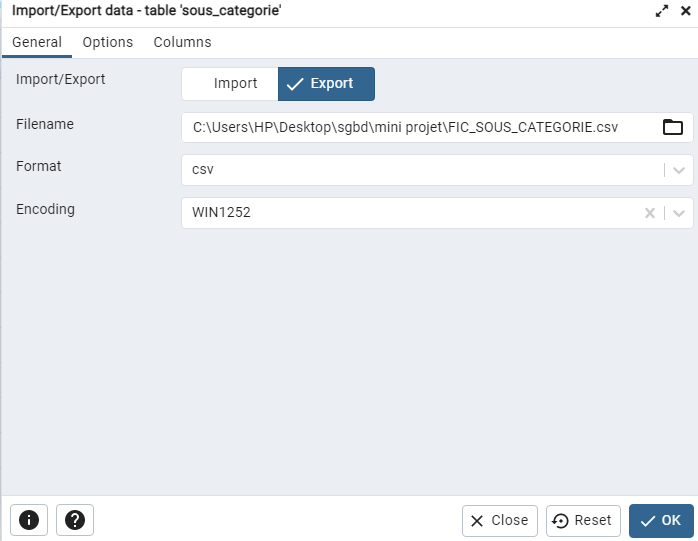 Import/Export data - table 'sous_categorie'
General Options Columns
Import/Export Import Export
Filename C:\Users\HP\Desktop\sgbd\mini projet\FIC_SOUS_CATEGORIE.csv
Format csv
Encoding WIN1252
Close Reset OK